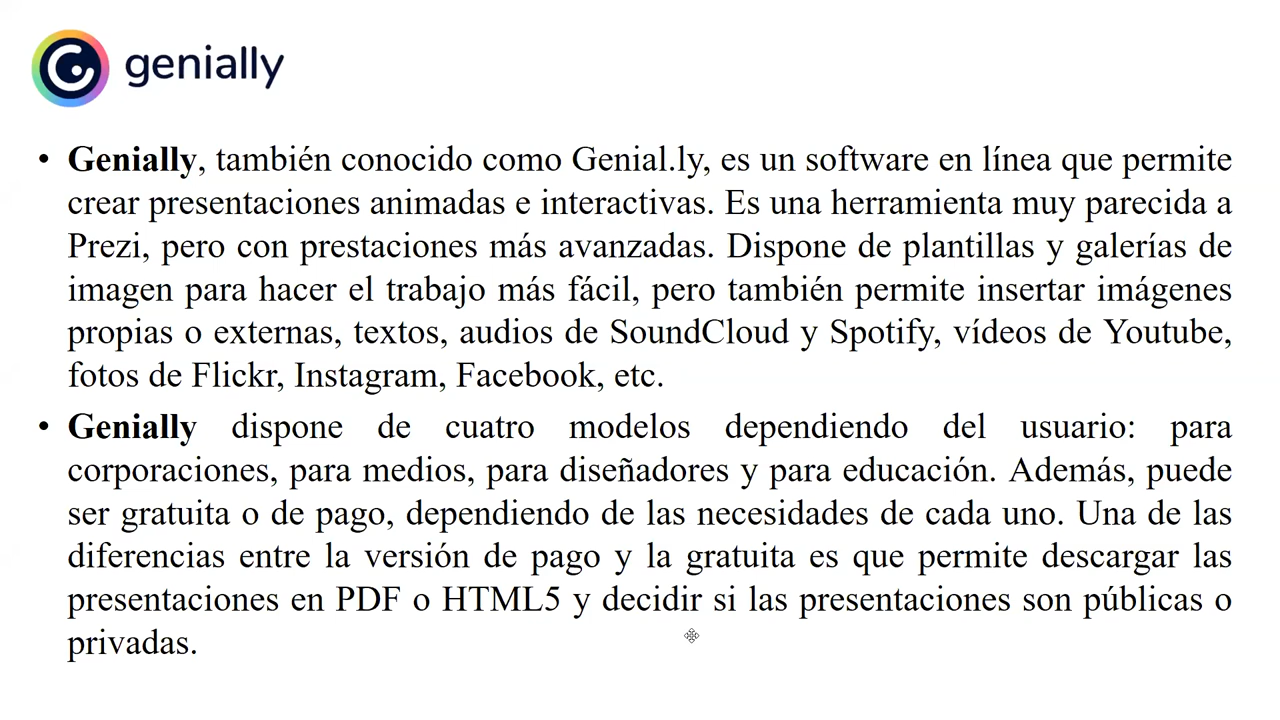 genially
• Genially, también conocido como Genial.ly, es un software en línea que permite
crear presentaciones animadas e interactivas. Es una herramienta muy parecida a
Prezi, pero con prestaciones más avanzadas. Dispone de plantillas y galerías de
imagen para hacer el trabajo más fácil, pero también permite insertar imágenes
propias o externas, textos, audios de SoundCloud y Spotify, vídeos de Youtube,
fotos de Flickr, Instagram, Facebook, etc.
• Genially dispone de cuatro modelos dependiendo del usuario: para
corporaciones, para medios, para diseñadores y para educación. Además, puede
ser gratuita o de pago, dependiendo de las necesidades de cada uno. Una de las
diferencias entre la versión de pago y la gratuita es que permite descargar las
presentaciones en PDF o HTML5 y decidir si las presentaciones son públicas o
privadas.